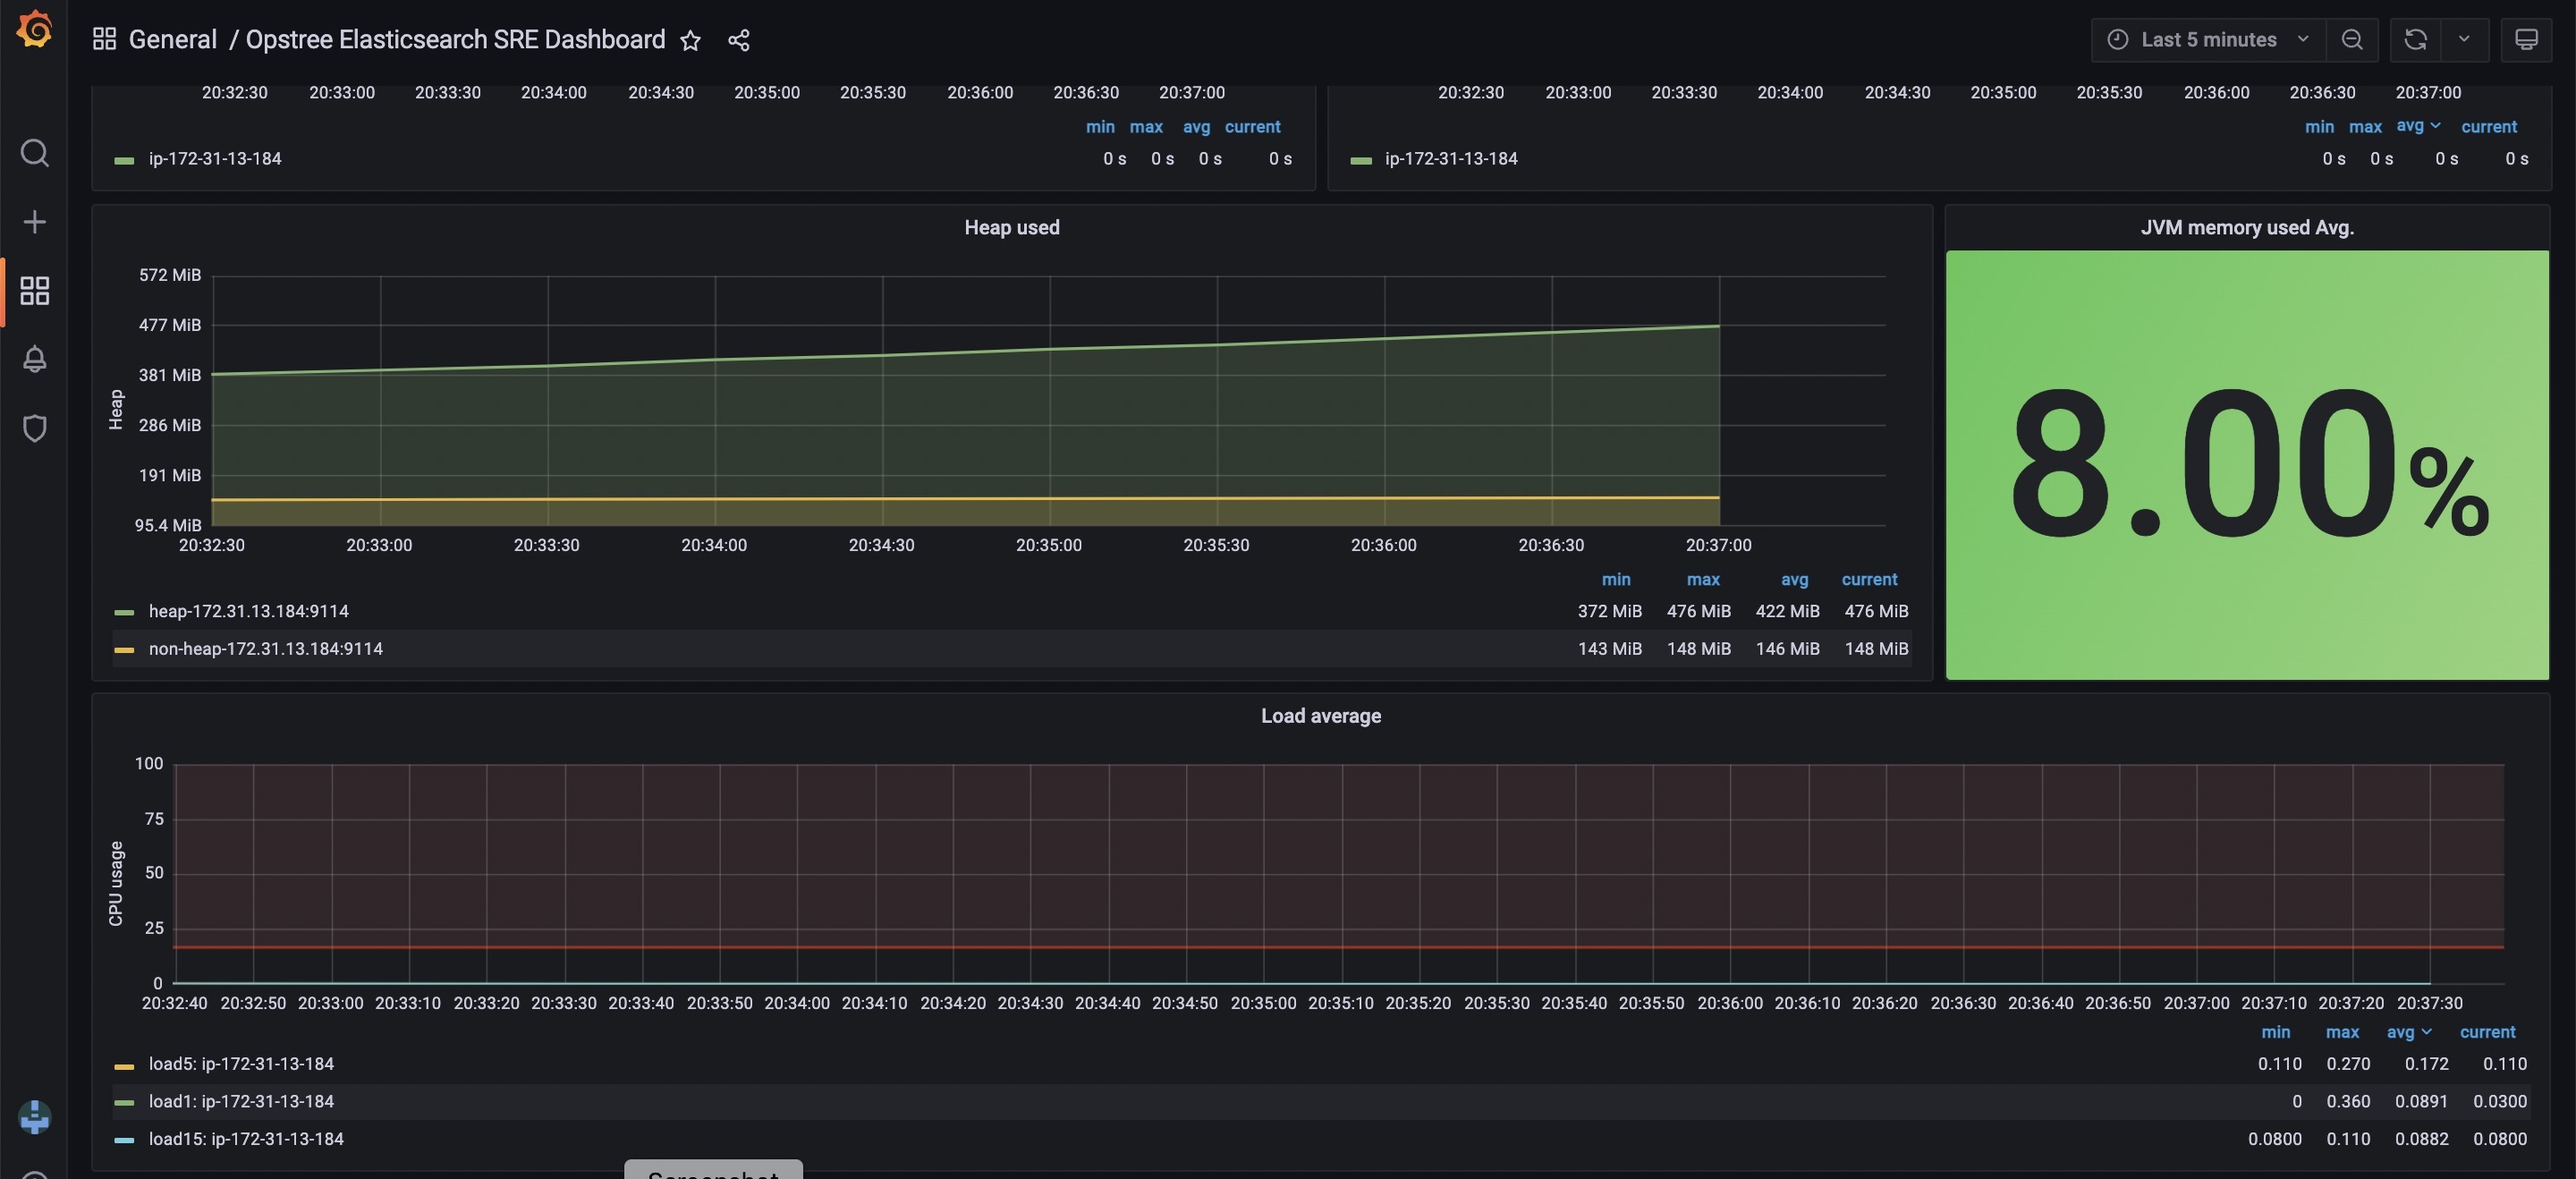 General / Opstree Elasticsearch SRE Dashboard
Last 5 minutes
20:32:30 20:33:00 20:33:30 20:34:00 20:34:30 20:35:00 20:35:30 20:36:00 20:36:30 20:37:00
min max avg current
ip-172-31-13-184 0 s 0 s 0 s 0 s
20:32:30 20:33:00 20:33:30 20:34:00 20:34:30 20:35:00 20:35:30 20:36:00 20:36:30 20:37:00
min max avg current
ip-172-31-13-184 0 s 0 s 0 s 0 s
Heap used
572 MiB
477 MiB
381 MiB
286 MiB
191 MiB
95.4 MiB
Heap
20:32:30 20:33:00 20:33:30 20:34:00 20:34:30 20:35:00 20:35:30 20:36:00 20:36:30 20:37:00
min max avg current
heap-172.31.13.184:9114 372 MiB 476 MiB 422 MiB 476 MiB
non-heap-172.31.13.184:9114 143 MiB 148 MiB 146 MiB 148 MiB
JVM memory used Avg.
8.00%
Load average
100
75
50
25
0
CPU usage
20:32:40 20:32:50 20:33:00 20:33:10 20:33:20 20:33:30 20:33:40 20:33:50 20:34:00 20:34:10 20:34:20 20:34:30 20:34:40 20:34:50 20:35:00 20:35:10 20:35:20 20:35:30 20:35:40 20:35:50 20:36:00 20:36:10 20:36:20 20:36:30 20:36:40 20:36:50 20:37:00 20:37:10 20:37:20 20:37:30
min max avg current
load5: ip-172-31-13-184 0.110 0.270 0.172 0.110
load1: ip-172-31-13-184 0 0.360 0.0891 0.0300
load15: ip-172-31-13-184 0.0800 0.110 0.0882 0.0800
Screenshot